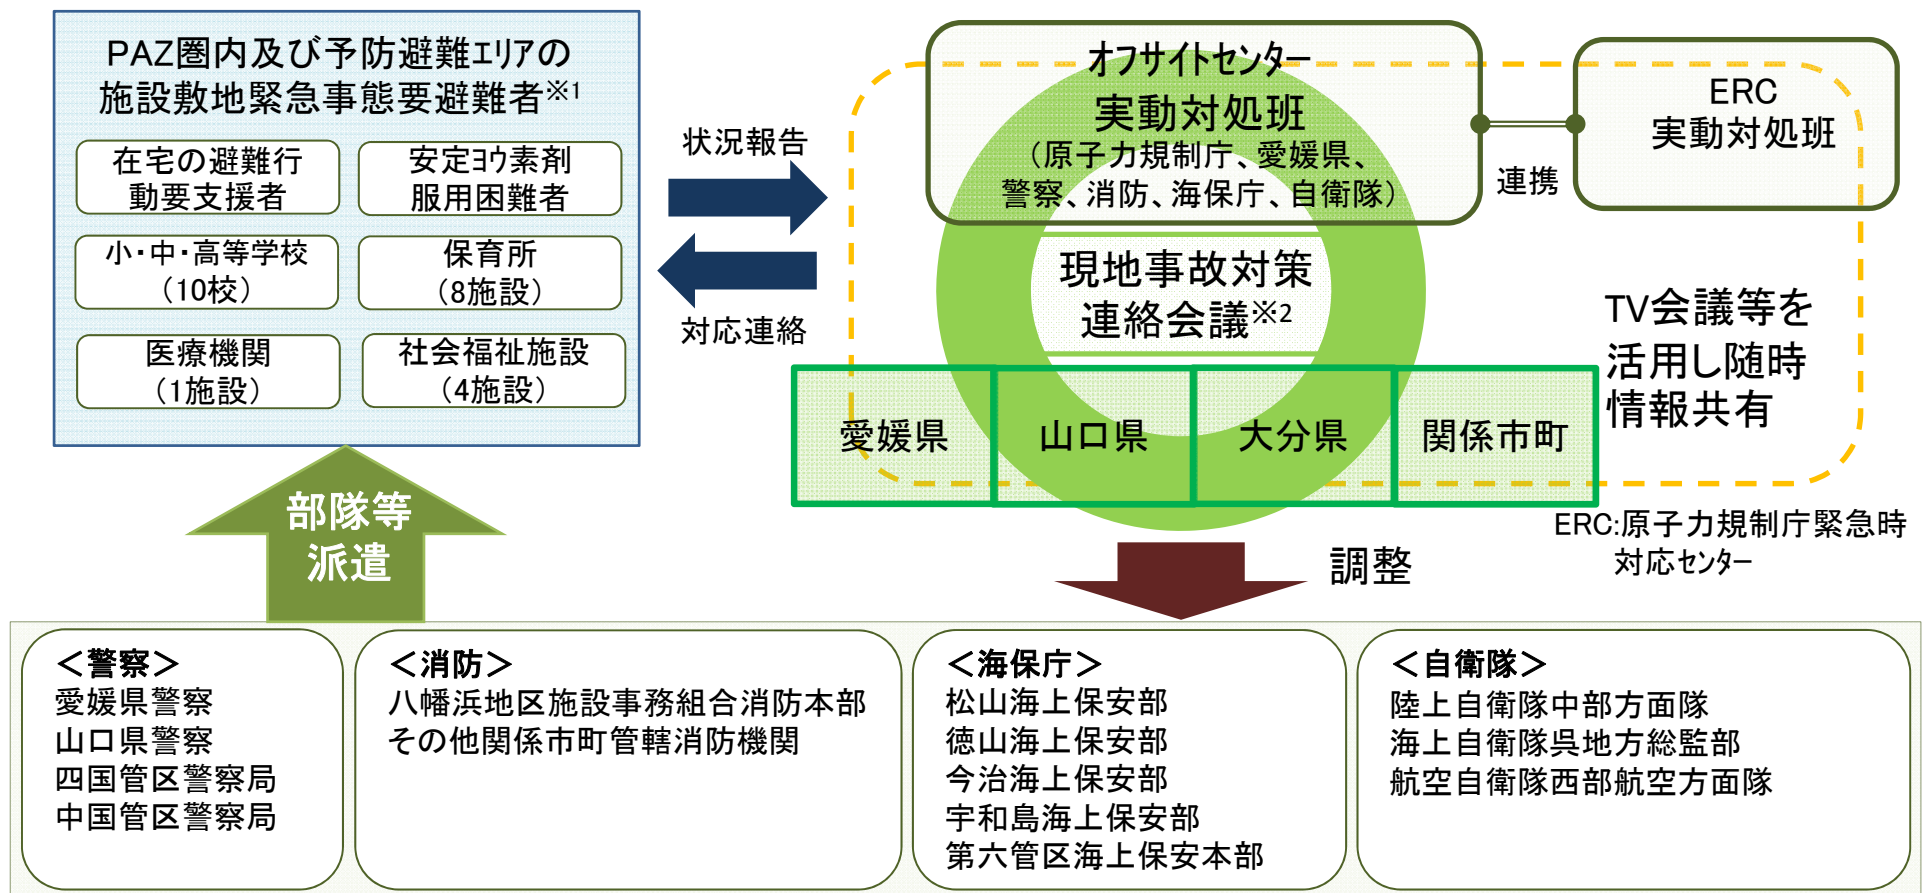 PAZ圏内及び予防避難エリアの
施設敷地緊急事態要避難者※1
在宅の避難行
動要支援者
安定ヨウ素剤
服用困難者
小・中・高等学校
（10校）
保育所
（8施設）
医療機関
（1施設）
社会福祉施設
（4施設）
状況報告
対応連絡
オフサイトセンター
実動対処班
（原子力規制庁、愛媛県、
警察、消防、海保庁、自衛隊）
連携
ERC
実動対処班
現地事故対策
連絡会議※2
TV会議等を
活用し随時
情報共有
愛媛県
山口県
大分県
関係市町
ERC:原子力規制庁緊急時
対応センター
部隊等
派遣
調整
＜警察＞
愛媛県警察
山口県警察
四国管区警察局
中国管区警察局
＜消防＞
八幡浜地区施設事務組合消防本部
その他関係市町管轄消防機関
＜海保庁＞
松山海上保安部
徳山海上保安部
今治海上保安部
宇和島海上保安部
第六管区海上保安本部
＜自衛隊＞
陸上自衛隊中部方面隊
海上自衛隊呉地方総監部
航空自衛隊西部航空方面隊